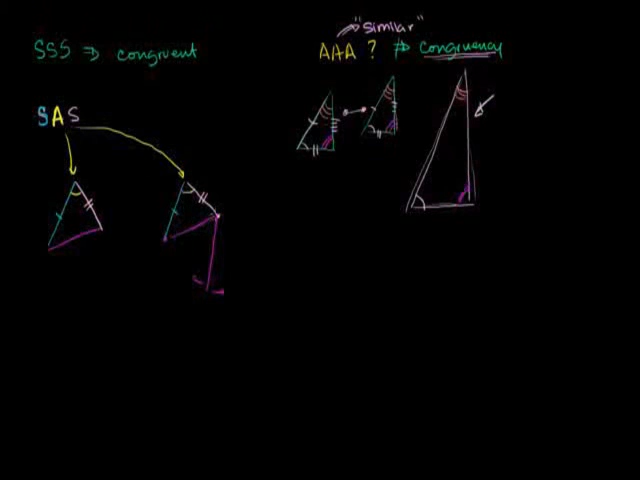 SSS ⇒ congruent
SAS
"Similar"
AAA ? ⇏ congruency